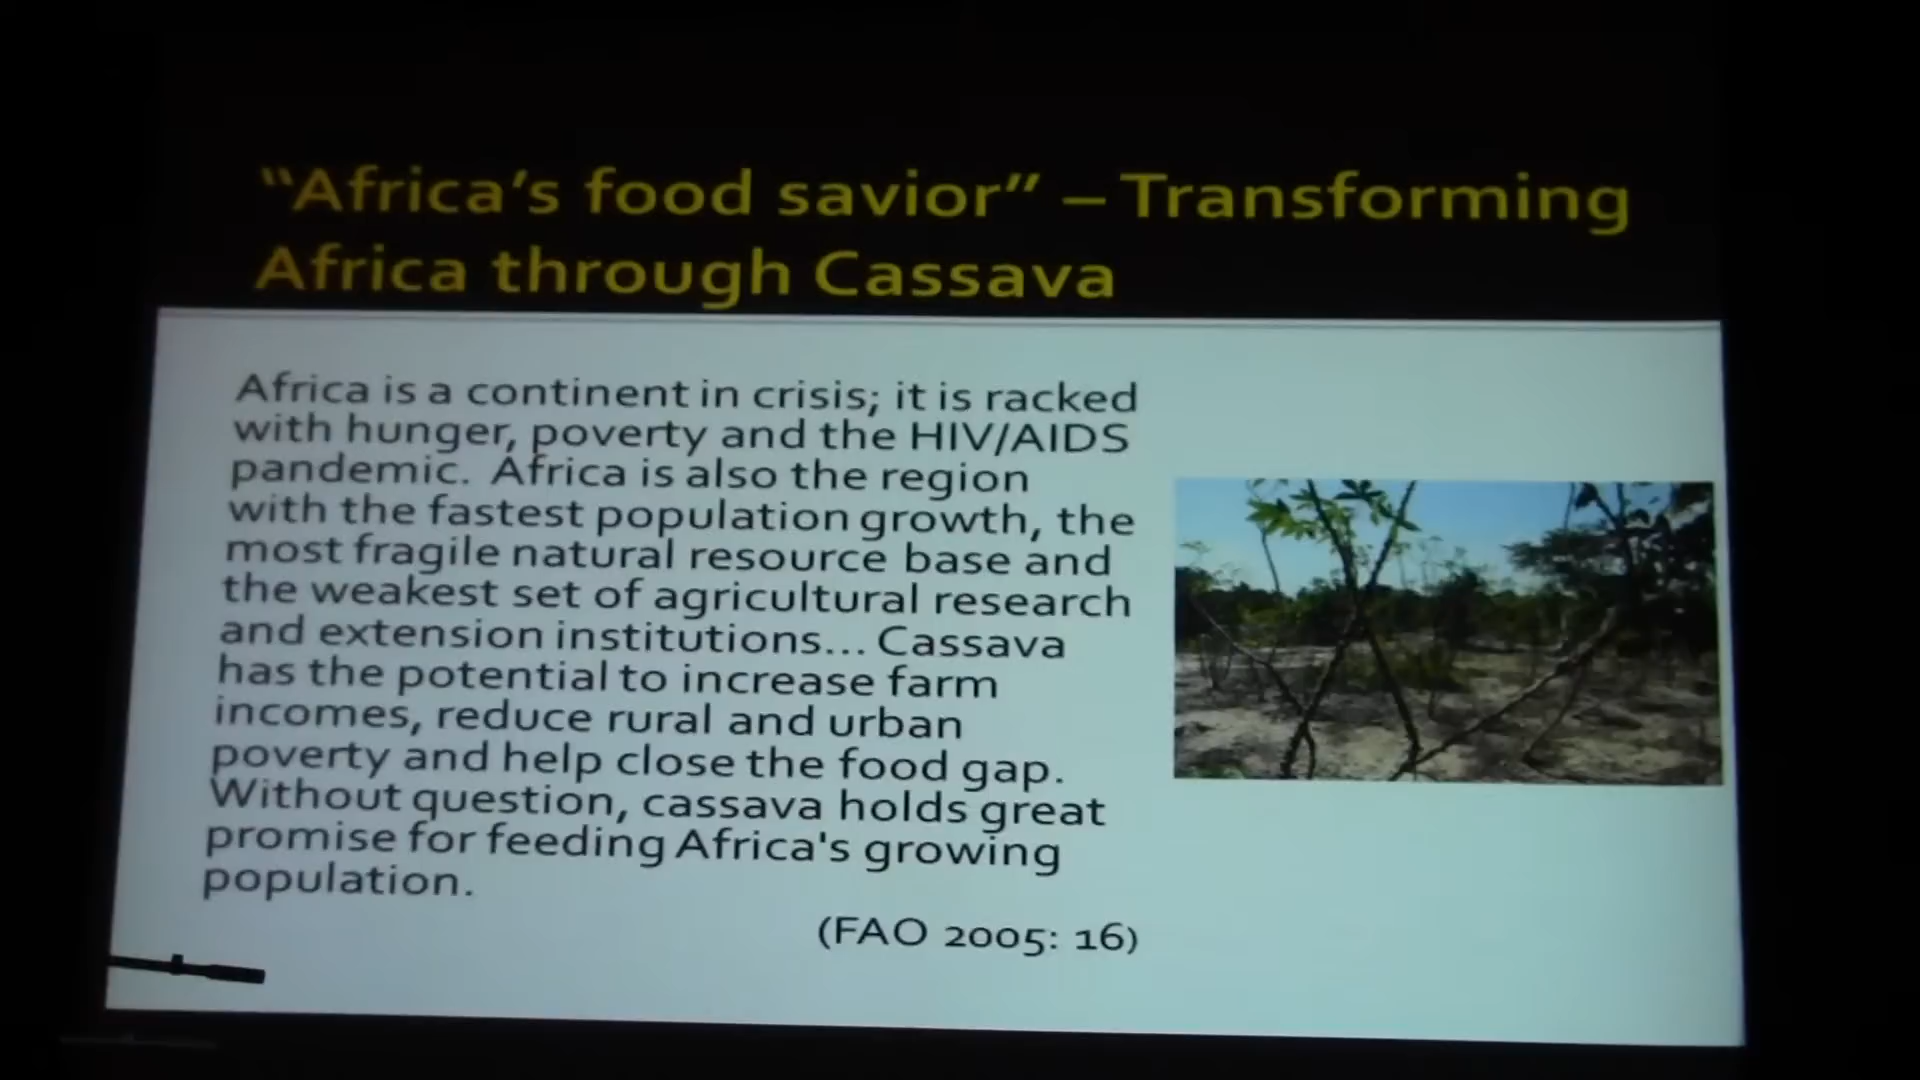 “Africa’s food savior” – Transforming
Africa through Cassava
Africa is a continent in crisis; it is racked
with hunger, poverty and the HIV/AIDS
pandemic. Africa is also the region
with the fastest population growth, the
most fragile natural resource base and
the weakest set of agricultural research
and extension institutions... Cassava
has the potential to increase farm
incomes, reduce rural and urban
poverty and help close the food gap.
Without question, cassava holds great
promise for feeding Africa's growing
population.
(FAO 2005: 16)